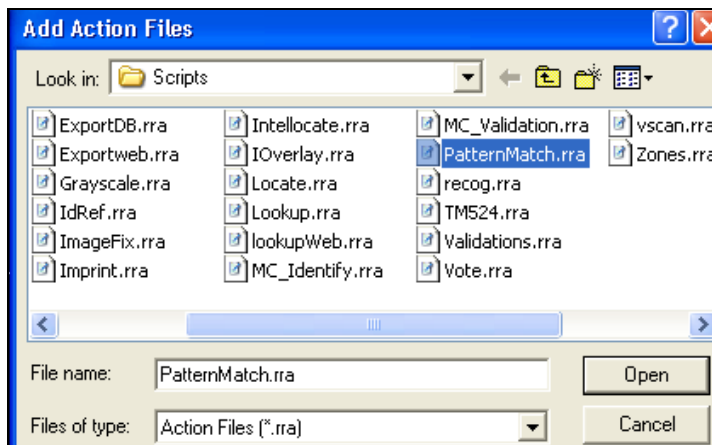 Add Action Files
Look in: Scripts
ExportDB.rra Intellocate.rra MC_Validation.rra vscan.rra
Exportweb.rra IOverlay.rra PatternMatch.rra Zones.rra
Grayscale.rra Locate.rra recog.rra
IdRef.rra Lookup.rra TM524.rra
ImageFix.rra lookupWeb.rra Validations.rra
Imprint.rra MC_Identify.rra Vote.rra
File name: PatternMatch.rra Open
Files of type: Action Files (*.rra) Cancel